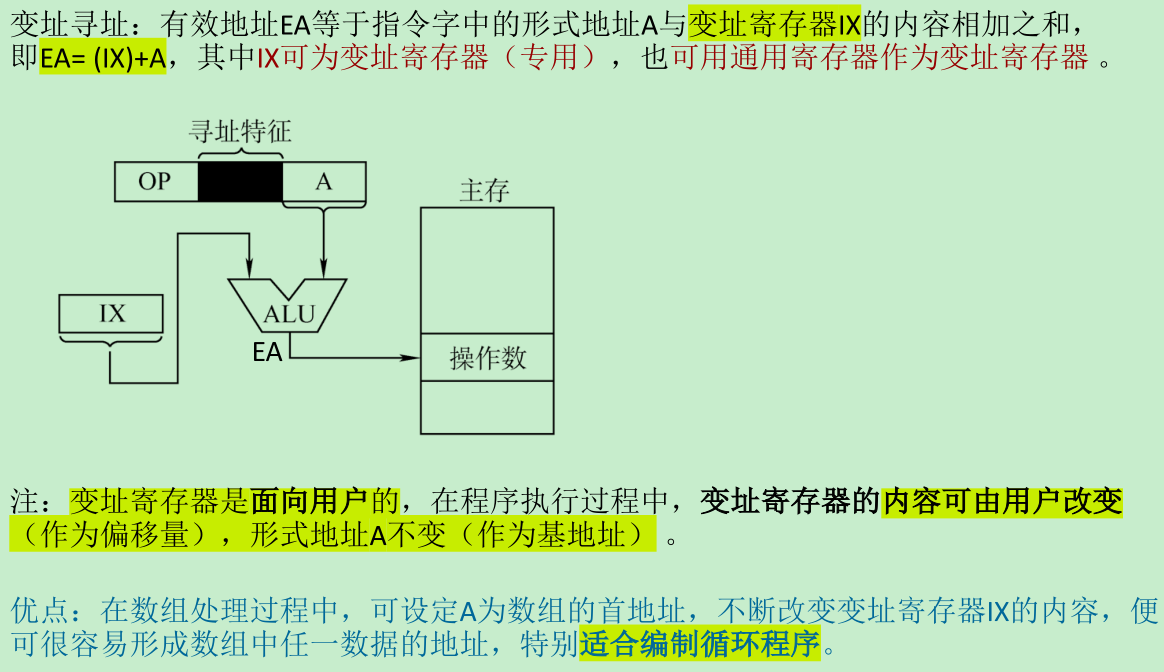 变址寻址：有效地址EA等于指令字中的形式地址A与变址寄存器IX的内容相加之和，
即EA= (IX)+A，其中IX可为变址寄存器（专用），也可用通用寄存器作为变址寄存器 。
寻址特征
OP
A
主存
IX
ALU
EA
操作数
注：变址寄存器是面向用户的，在程序执行过程中，变址寄存器的内容可由用户改变
（作为偏移量），形式地址A不变（作为基地址） 。
优点：在数组处理过程中，可设定A为数组的首地址，不断改变变址寄存器IX的内容，便
可很容易形成数组中任一数据的地址，特别适合编制循环程序。